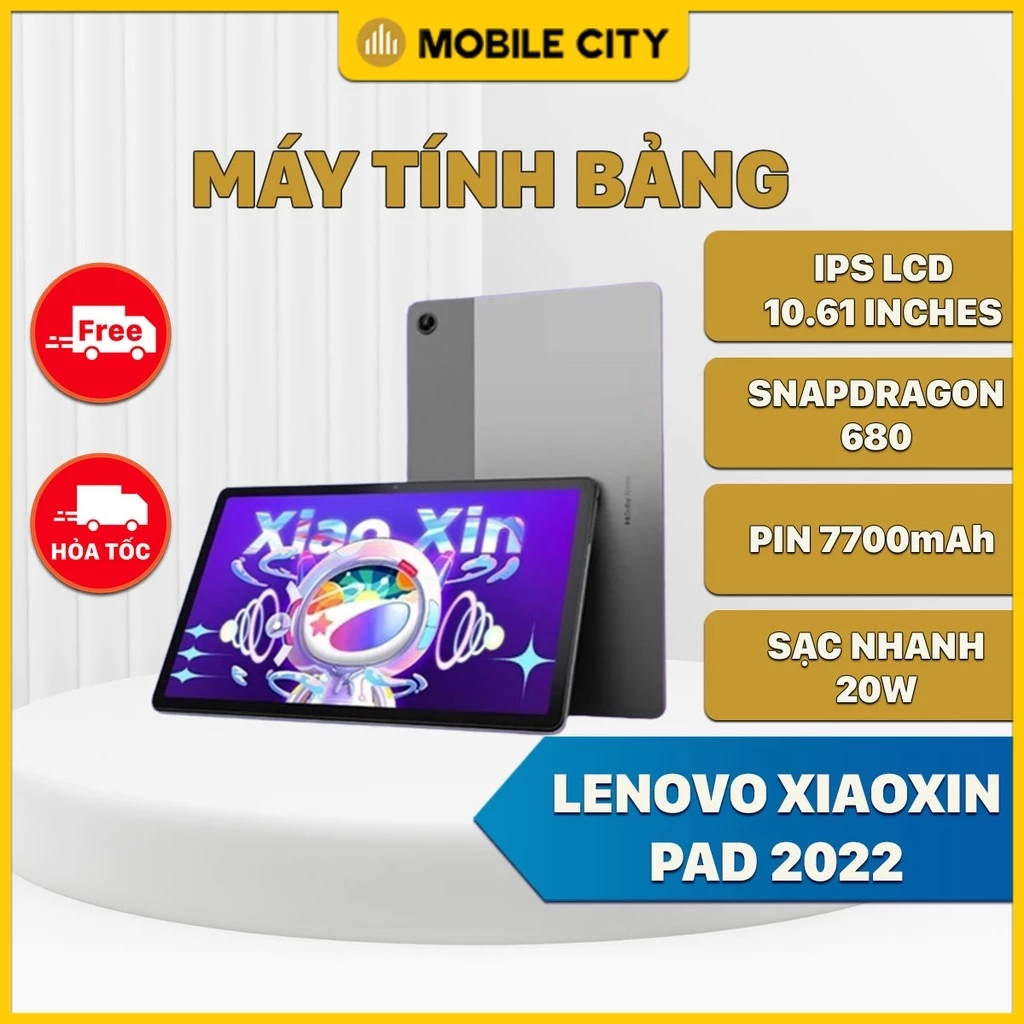 MOBILE CITY
MÁY TÍNH BẢNG
Free
HỎA TỐC
IPS LCD
10.61 INCHES
SNAPDRAGON
680
PIN 7700mAh
SẠC NHANH
20W
Xiao Xin
LENOVO XIAOXIN
PAD 2022